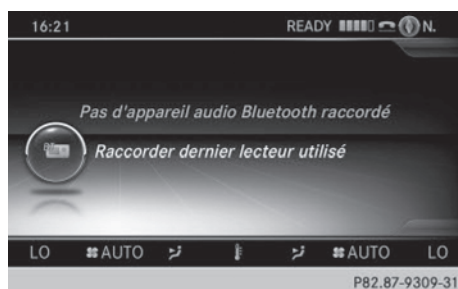 16:21 READY N.
Pas d'appareil audio Bluetooth raccordé
Raccorder dernier lecteur utilisé
LO AUTO AUTO LO
P82.87-9309-31